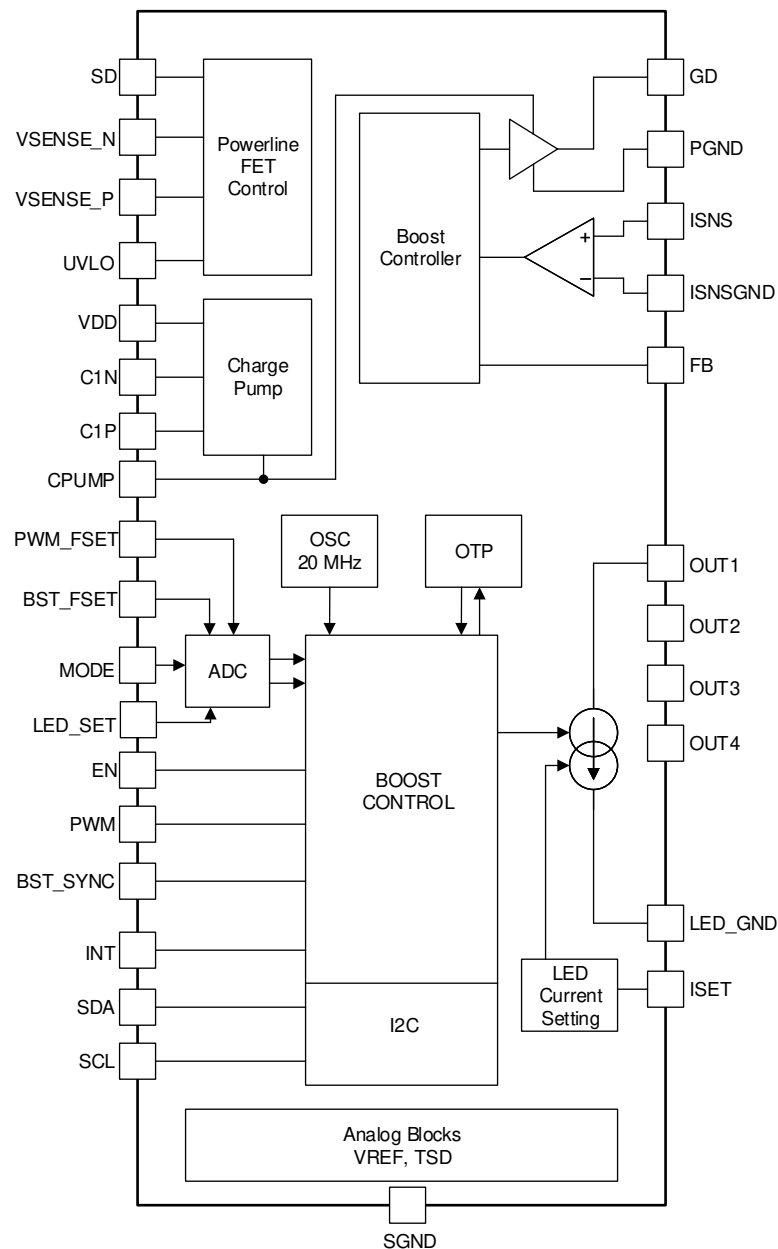 SD
VSENSE_N
VSENSE_P
UVLO
Powerline
FET
Control
VDD
C1N
C1P
CPUMP
Charge
Pump
Boost
Controller
+
−
GD
PGND
ISNS
ISNSGND
FB
PWM_FSET
BST_FSET
MODE
LED_SET
ADC
OSC
20 MHz
OTP
EN
PWM
BST_SYNC
INT
SDA
SCL
BOOST
CONTROL
I2C
OUT1
OUT2
OUT3
OUT4
LED_GND
ISET
LED
Current
Setting
Analog Blocks
VREF, TSD
SGND